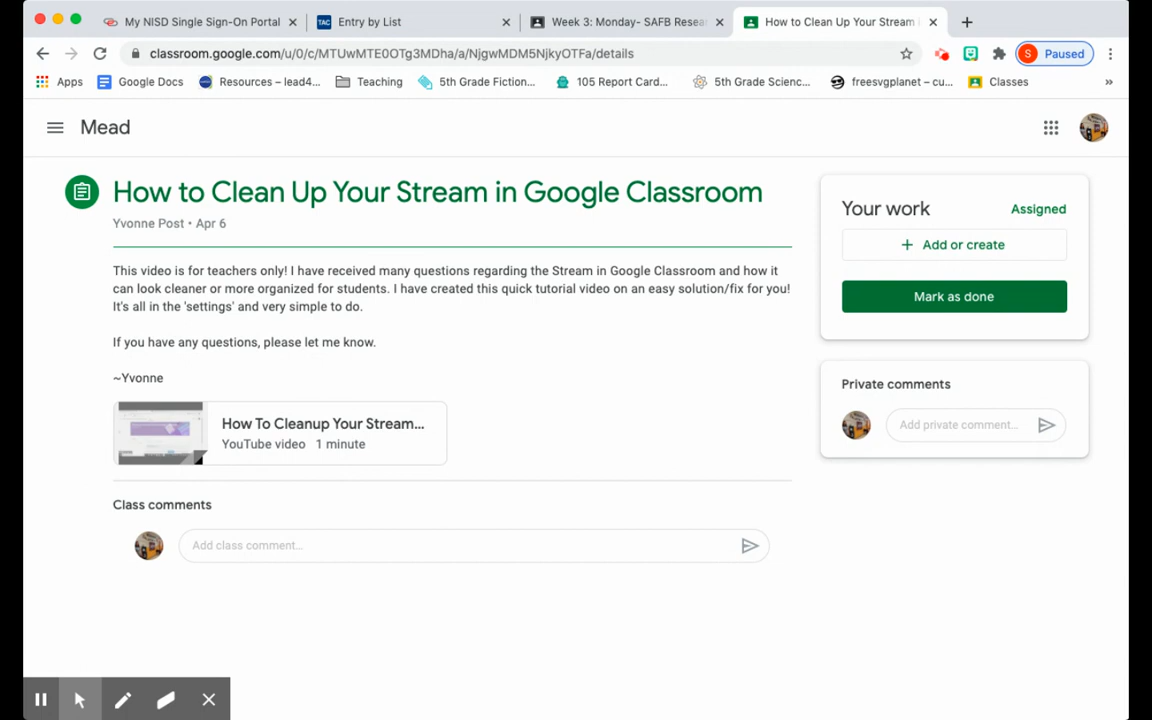 My NISD Single Sign-On Portal
TAC Entry by List
Week 3: Monday- SAFB Resea
How to Clean Up Your Stream
classroom.google.com/u/0/c/MTUwMTE0OTg3MDha/a/NjgwMDM5NjkyOTFa/details
S Paused
Apps
Google Docs
Resources – lead4...
Teaching
5th Grade Fiction...
105 Report Card...
5th Grade Scienc...
freesvgplanet – cu...
Classes
»
Mead
How to Clean Up Your Stream in Google Classroom
Yvonne Post • Apr 6
This video is for teachers only! I have received many questions regarding the Stream in Google Classroom and how it
can look cleaner or more organized for students. I have created this quick tutorial video on an easy solution/fix for you!
It's all in the 'settings' and very simple to do.
If you have any questions, please let me know.
~Yvonne
How To Cleanup Your Stream...
YouTube video 1 minute
Class comments
Add class comment...
Your work
Assigned
+ Add or create
Mark as done
Private comments
Add private comment...